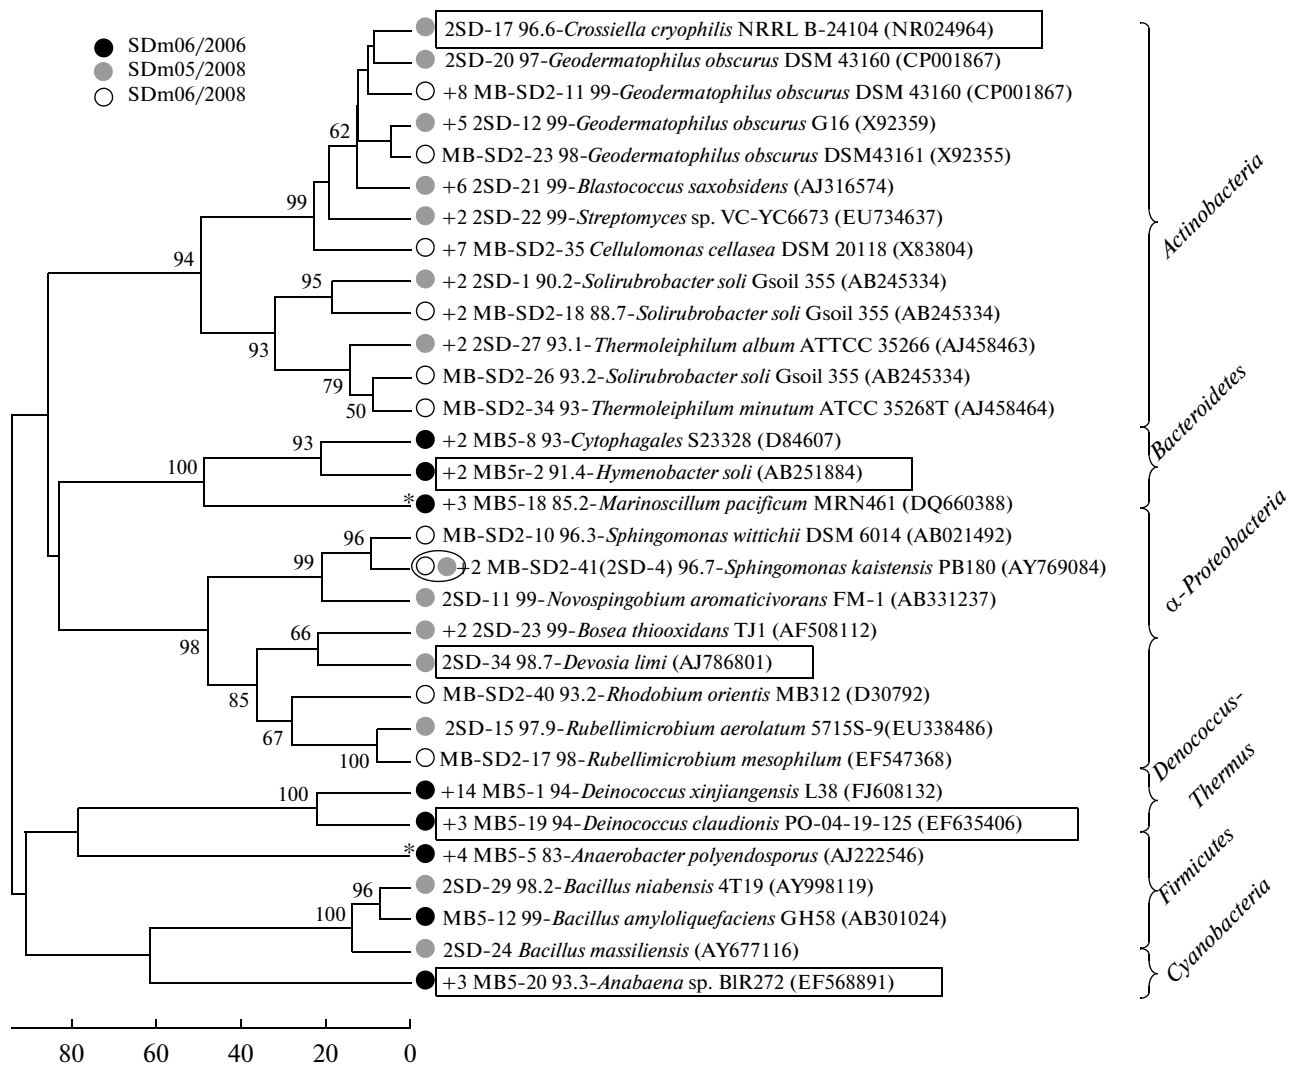 SDm06/2006
SDm05/2008
SDm06/2008
2SD-17 96.6-Crossiella cryophilis NRRL B-24104 (NR024964)
2SD-20 97-Geodermatophilus obscurus DSM 43160 (CP001867)
+8 MB-SD2-11 99-Geodermatophilus obscurus DSM 43160 (CP001867)
+5 2SD-12 99-Geodermatophilus obscurus G16 (X92359)
62
MB-SD2-23 98-Geodermatophilus obscurus DSM43161 (X92355)
+6 2SD-21 99-Blastococcus saxobsidens (AJ316574)
99
+2 2SD-22 99-Streptomyces sp. VC-YC6673 (EU734637)
+7 MB-SD2-35 Cellulomonas cellasea DSM 20118 (X83804)
94
95
+2 2SD-1 90.2-Solirubrobacter soli Gsoil 355 (AB245334)
+2 MB-SD2-18 88.7-Solirubrobacter soli Gsoil 355 (AB245334)
93
+2 2SD-27 93.1-Thermoleiphilum album ATTCC 35266 (AJ458463)
79
MB-SD2-26 93.2-Solirubrobacter soli Gsoil 355 (AB245334)
50
MB-SD2-34 93-Thermoleiphilum minutum ATCC 35268T (AJ458464)
Actinobacteria
93
+2 MB5-8 93-Cytophagales S23328 (D84607)
100
+2 MB5r-2 91.4-Hymenobacter soli (AB251884)
* +3 MB5-18 85.2-Marinoscillum pacificum MRN461 (DQ660388)
Bacteroidetes
96
MB-SD2-10 96.3-Sphingomonas wittichii DSM 6014 (AB021492)
99
+2 MB-SD2-41(2SD-4) 96.7-Sphingomonas kaistensis PB180 (AY769084)
2SD-11 99-Novospingobium aromaticivorans FM-1 (AB331237)
98
66
+2 2SD-23 99-Bosea thiooxidans TJ1 (AF508112)
2SD-34 98.7-Devosia limi (AJ786801)
85
MB-SD2-40 93.2-Rhodobium orientis MB312 (D30792)
67
2SD-15 97.9-Rubellimicrobium aerolatum 5715S-9(EU338486)
100
MB-SD2-17 98-Rubellimicrobium mesophilum (EF547368)
α-Proteobacteria
100
+14 MB5-1 94-Deinococcus xinjiangensis L38 (FJ608132)
+3 MB5-19 94-Deinococcus claudionis PO-04-19-125 (EF635406)
Denococcus-
Thermus
* +4 MB5-5 83-Anaerobacter polyendosporus (AJ222546)
96
2SD-29 98.2-Bacillus niabensis 4T19 (AY998119)
100
MB5-12 99-Bacillus amyloliquefaciens GH58 (AB301024)
2SD-24 Bacillus massiliensis (AY677116)
Firmicutes
+3 MB5-20 93.3-Anabaena sp. BlR272 (EF568891)
Cyanobacteria
80 60 40 20 0